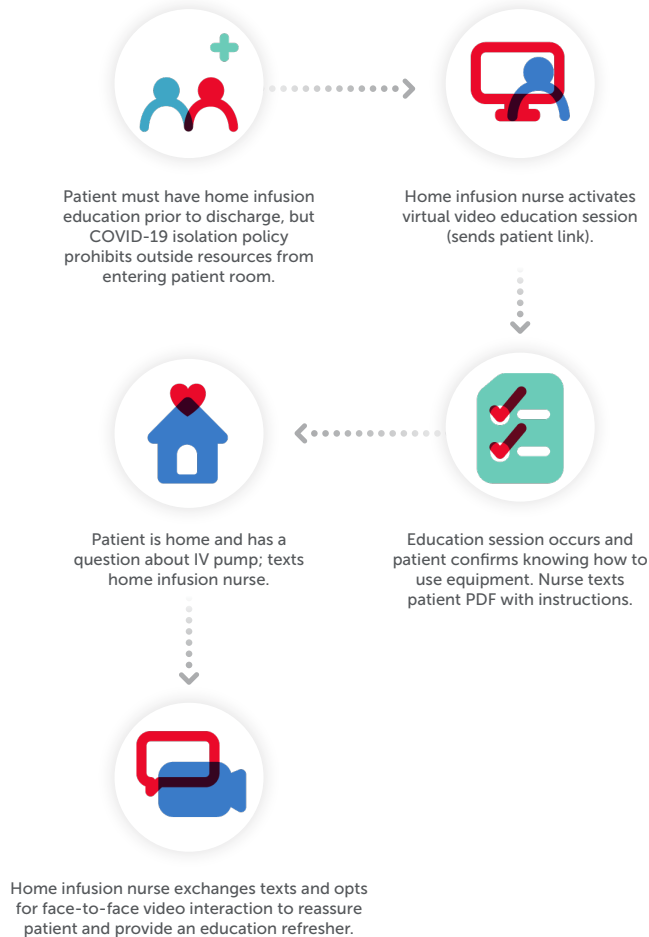 Patient must have home infusion
education prior to discharge, but
COVID-19 isolation policy
prohibits outside resources from
entering patient room.
Home infusion nurse activates
virtual video education session
(sends patient link).
Education session occurs and
patient confirms knowing how to
use equipment. Nurse texts
patient PDF with instructions.
Patient is home and has a
question about IV pump; texts
home infusion nurse.
Home infusion nurse exchanges texts and opts
for face-to-face video interaction to reassure
patient and provide an education refresher.